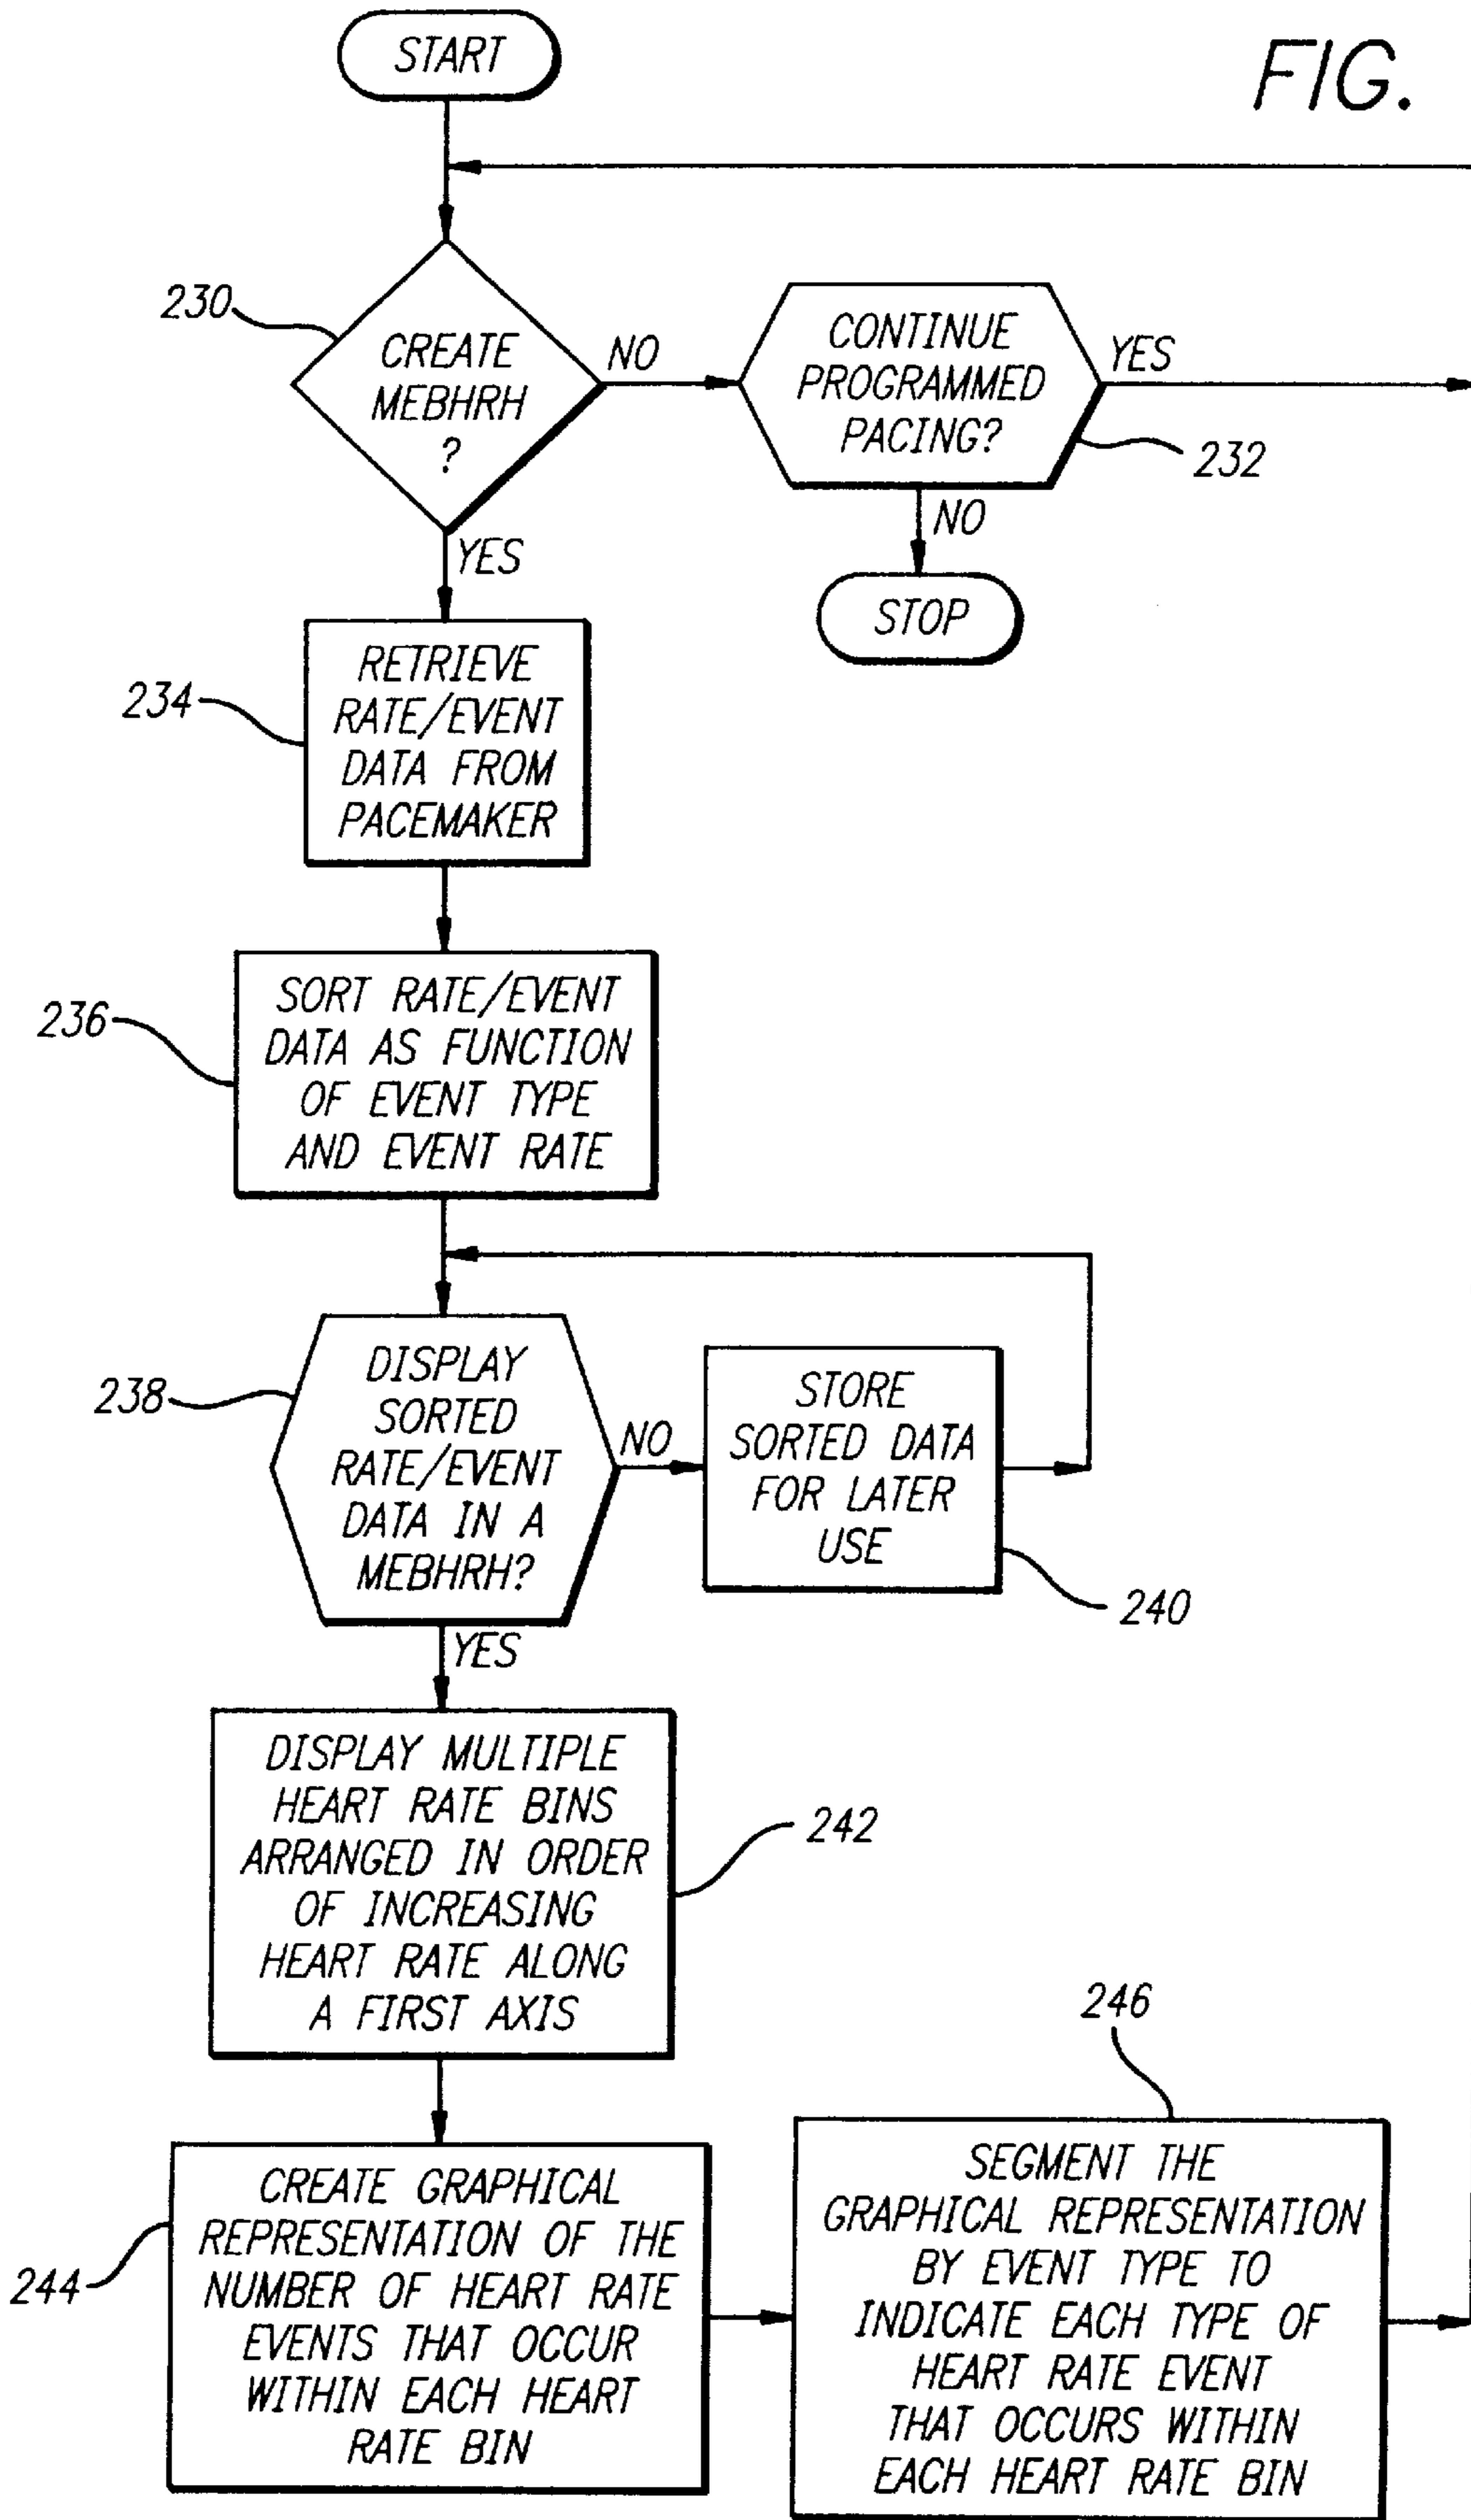 START
FIG.
230
CREATE
MEBHRH
?
NO
CONTINUE
PROGRAMMED
PACING?
YES
232
NO
STOP
YES
234
RETRIEVE
RATE/EVENT
DATA FROM
PACEMAKER
236
SORT RATE/EVENT
DATA AS FUNCTION
OF EVENT TYPE
AND EVENT RATE
238
DISPLAY
SORTED
RATE/EVENT
DATA IN A
MEBHRH?
NO
STORE
SORTED DATA
FOR LATER
USE
240
YES
DISPLAY MULTIPLE
HEART RATE BINS
ARRANGED IN ORDER
OF INCREASING
HEART RATE ALONG
A FIRST AXIS
242
244
CREATE GRAPHICAL
REPRESENTATION OF THE
NUMBER OF HEART RATE
EVENTS THAT OCCUR
WITHIN EACH HEART
RATE BIN
246
SEGMENT THE
GRAPHICAL REPRESENTATION
BY EVENT TYPE TO
INDICATE EACH TYPE OF
HEART RATE EVENT
THAT OCCURS WITHIN
EACH HEART RATE BIN